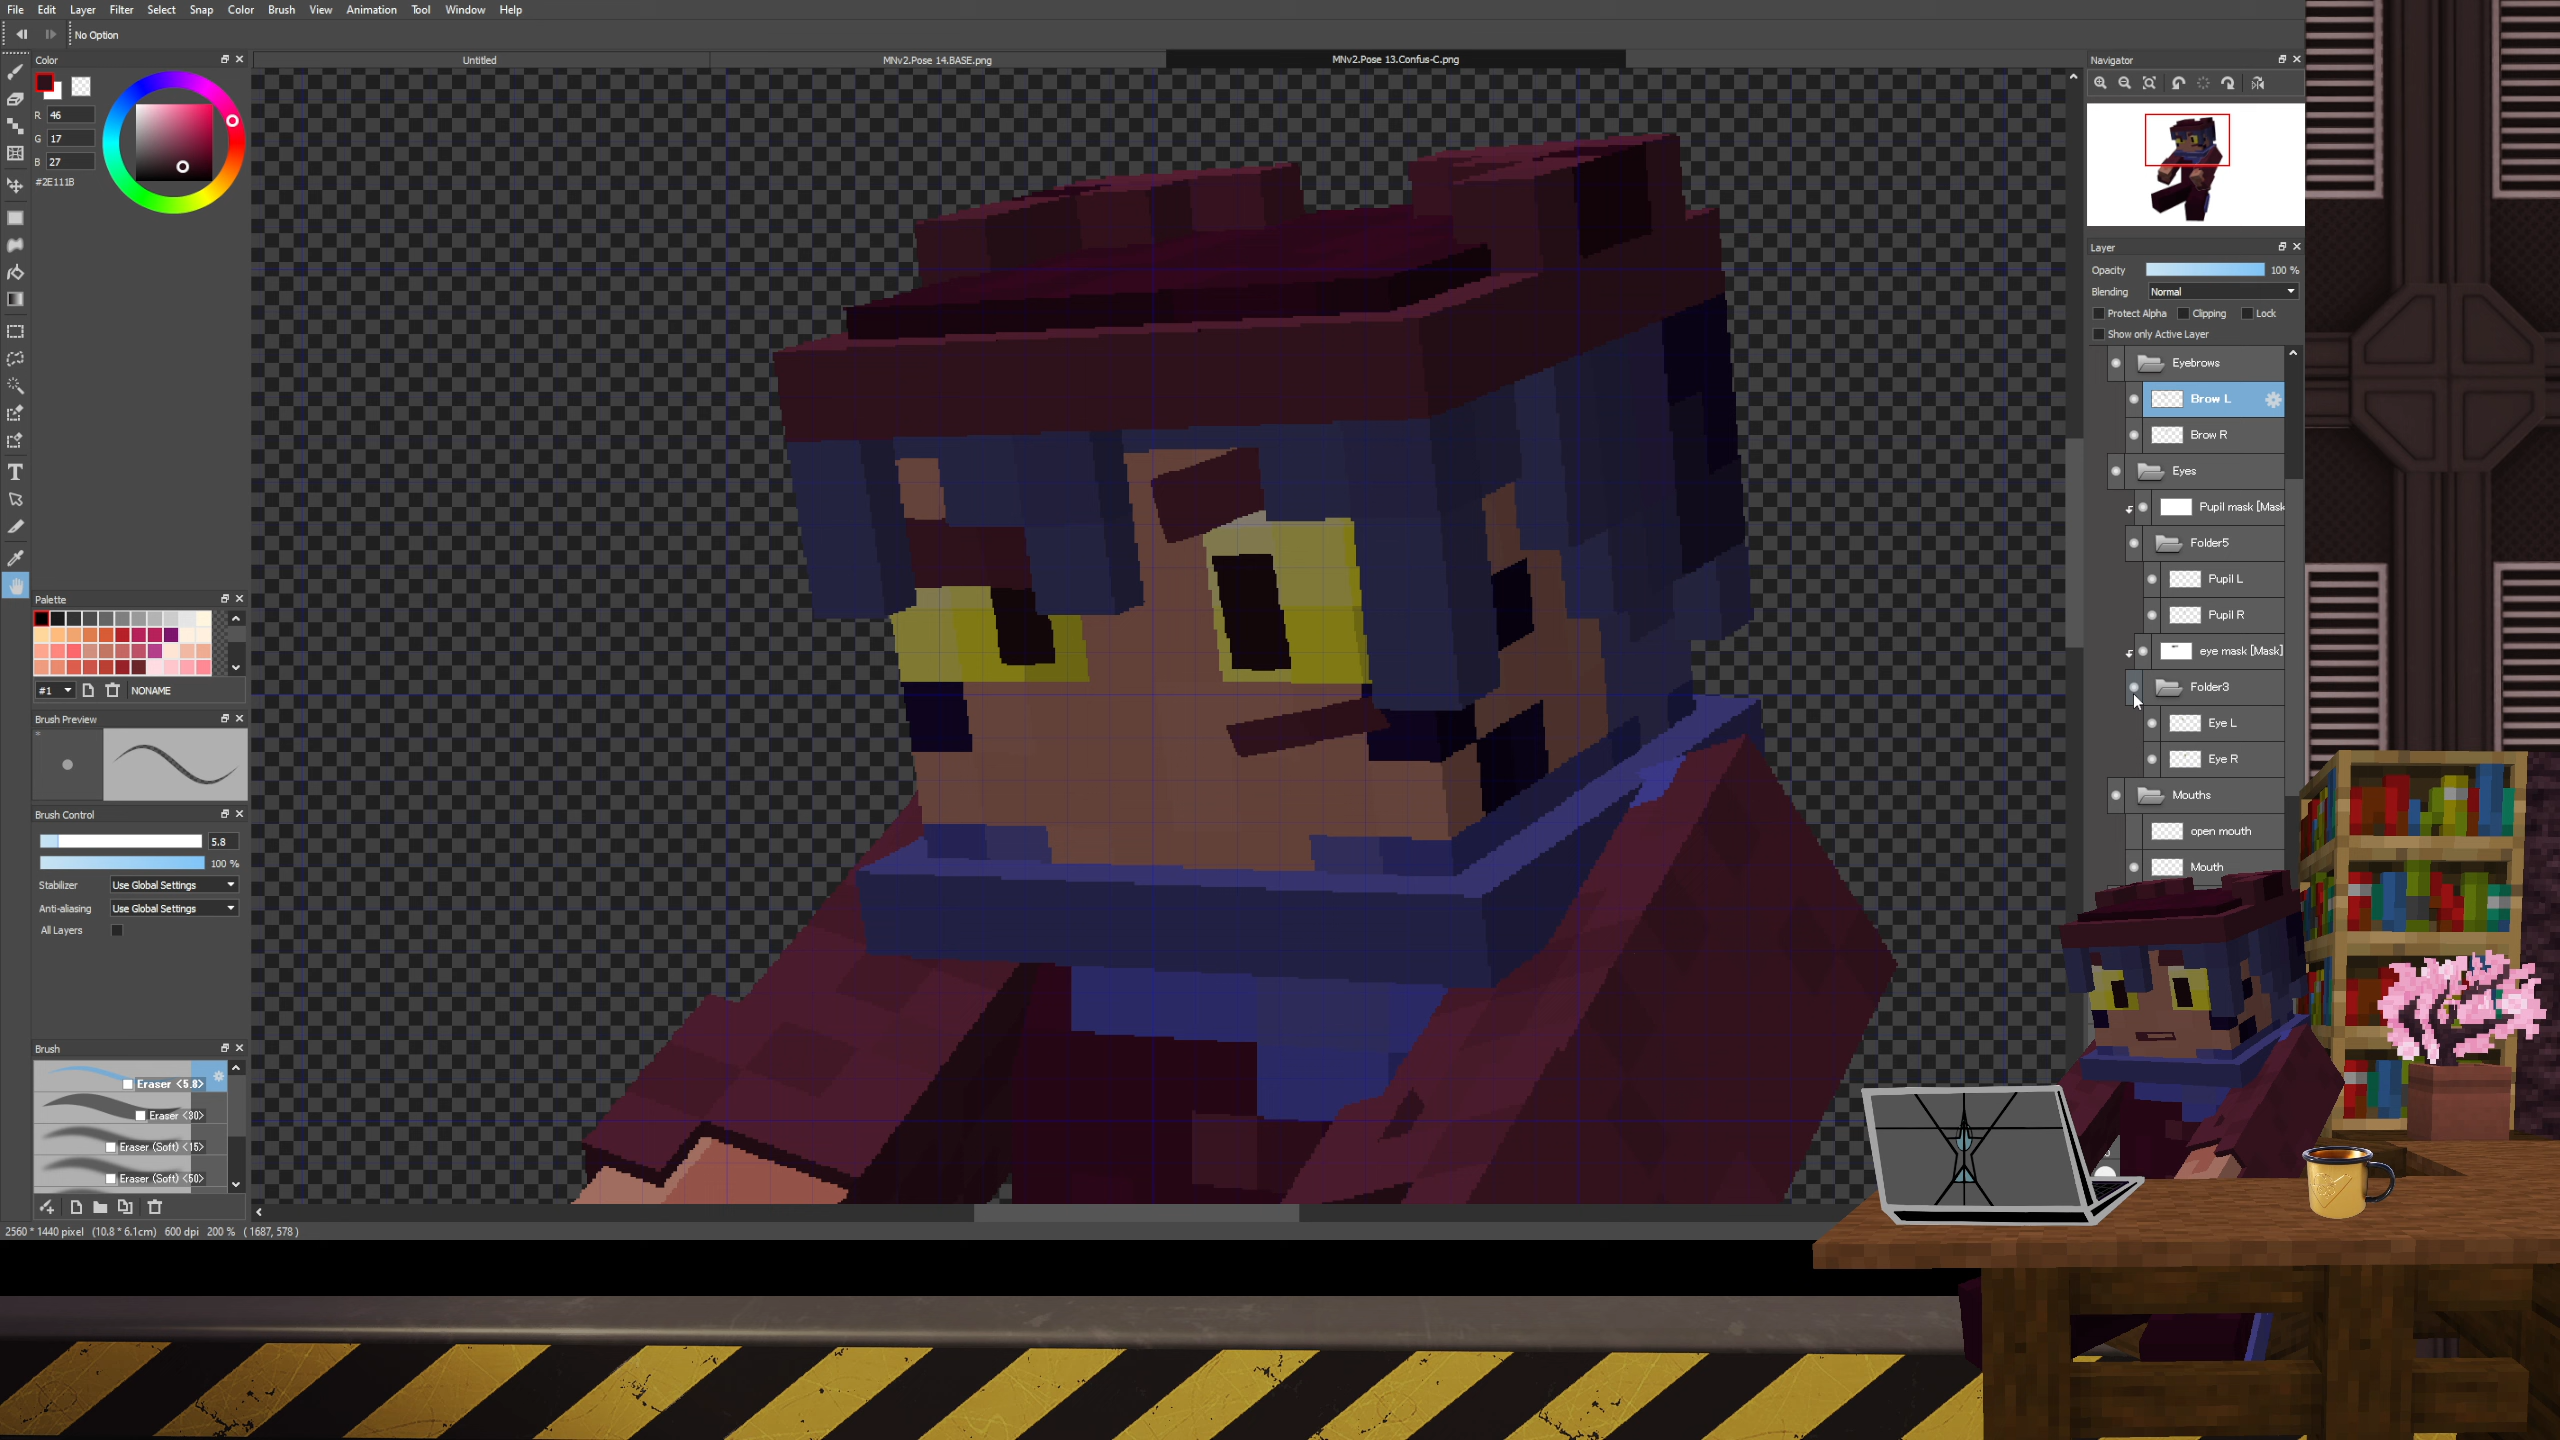 File Edit Layer Filter Select Snap Color Brush View Animation Tool Window Help
No Option
Color
R 46
G 17
B 27
#2E111B
Untitled
MNv2.Pose 14.BASE.png
MNv2.Pose 13.Confus-C.png
Palette
#1 NONAME
Brush Preview
*
Brush Control
5.8
100 %
Stabilizer Use Global Settings
Anti-aliasing Use Global Settings
All Layers
Brush
Eraser <5.8>
Eraser <30>
Eraser (Soft) <15>
Eraser (Soft) <50>
2560 * 1440 pixel (10.8 * 6.1cm) 600 dpi 200 % ( 1687, 578 )
Navigator
Layer
Opacity 100 %
Blending Normal
Protect Alpha Clipping Lock
Show only Active Layer
Eyebrows
Brow L
Brow R
Eyes
Pupil mask [Mask
Folder5
Pupil L
Pupil R
eye mask [Mask]
Folder3
Eye L
Eye R
Mouths
open mouth
Mouth